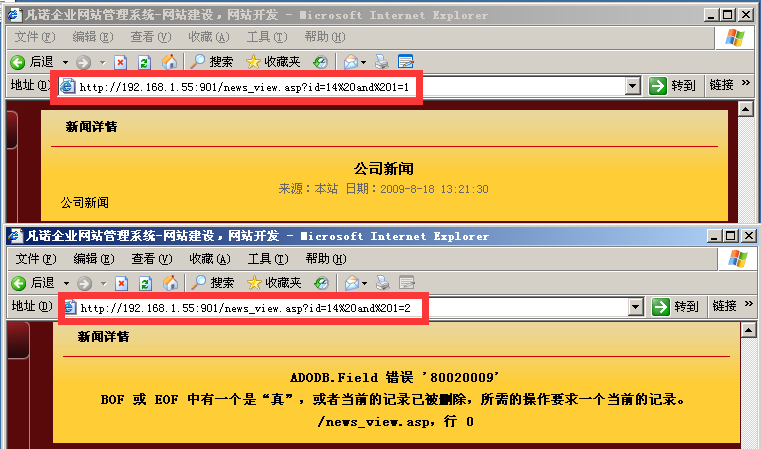 凡诺企业网站管理系统-网站建设，网站开发 - Microsoft Internet Explorer
文件(F) 编辑(E) 查看(V) 收藏(A) 工具(T) 帮助(H)
后退 搜索 收藏夹
地址(D) http://192.168.1.55:901/news_view.asp?id=14%20and%201=1 转到 链接 »
新闻详情
公司新闻
来源：本站 日期：2009-8-18 13:21:30
公司新闻
凡诺企业网站管理系统-网站建设，网站开发 - Microsoft Internet Explorer
文件(F) 编辑(E) 查看(V) 收藏(A) 工具(T) 帮助(H)
后退 搜索 收藏夹
地址(D) http://192.168.1.55:901/news_view.asp?id=14%20and%201=2 转到 链接 »
新闻详情
ADODB.Field 错误 '80020009'
BOF 或 EOF 中有一个是“真”，或者当前的记录已被删除，所需的操作要求一个当前的记录。
/news_view.asp，行 0